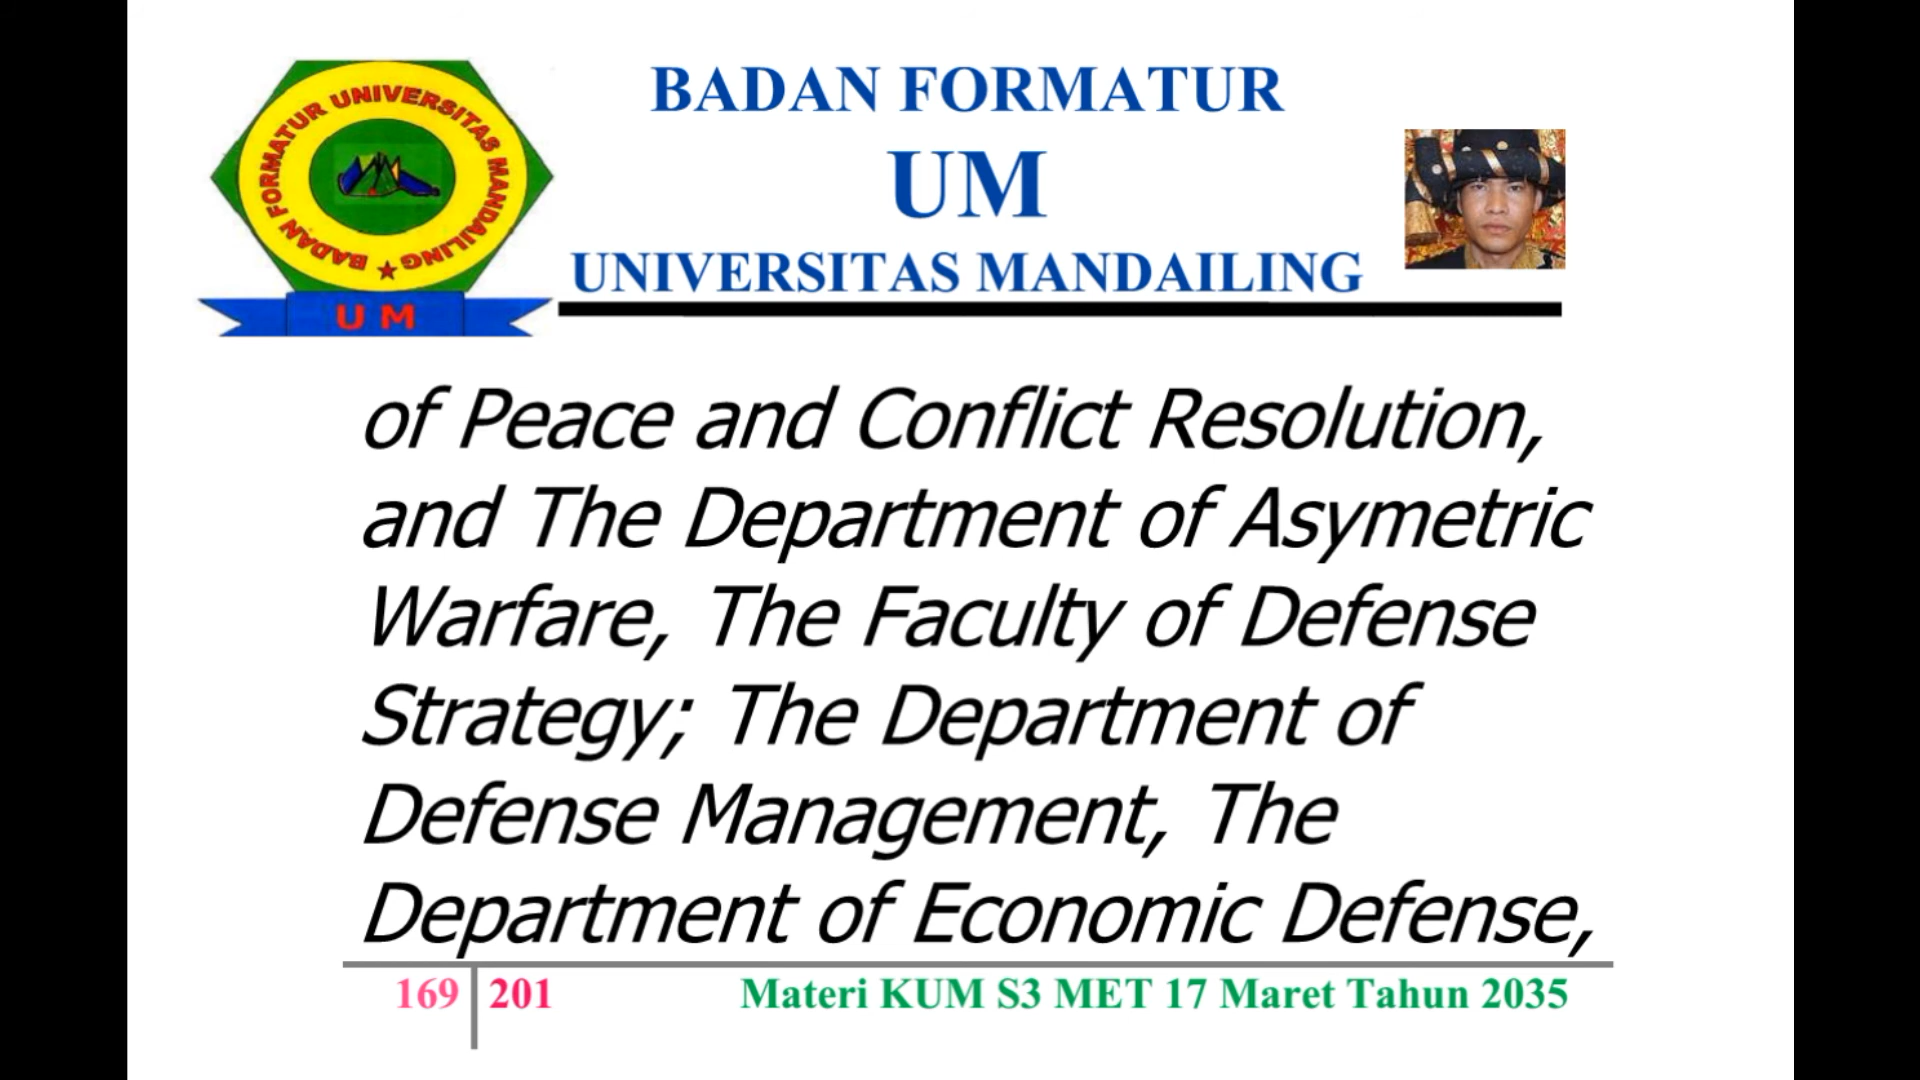 BADAN FORMATUR UNIVERSITAS MANDAILING
U M
BADAN FORMATUR
UM
UNIVERSITAS MANDAILING
of Peace and Conflict Resolution,
and The Department of Asymetric
Warfare, The Faculty of Defense
Strategy; The Department of
Defense Management, The
Department of Economic Defense,
169 201 Materi KUM S3 MET 17 Maret Tahun 2035